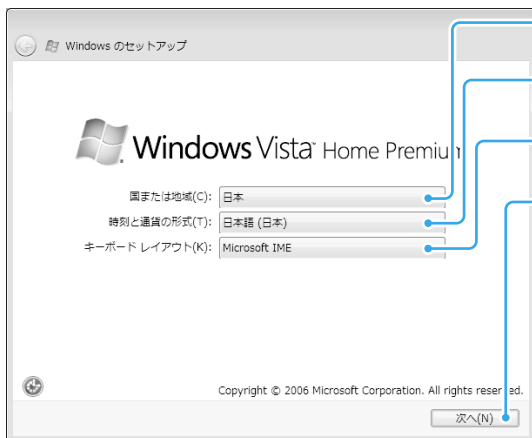 Windows のセットアップ
Windows Vista™ Home Premium
国または地域(C): 日本
時刻と通貨の形式(T): 日本語 (日本)
キーボード レイアウト(K): Microsoft IME
Copyright © 2006 Microsoft Corporation. All rights reserved.
次へ(N)